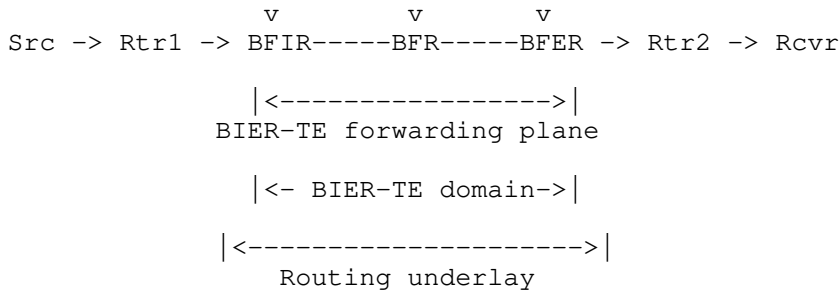 v v v
Src -> Rtr1 -> BFIR-----BFR-----BFER -> Rtr2 -> Rcvr
|<----------------->|
BIER-TE forwarding plane
|<- BIER-TE domain->|
|<--------------------->|
Routing underlay